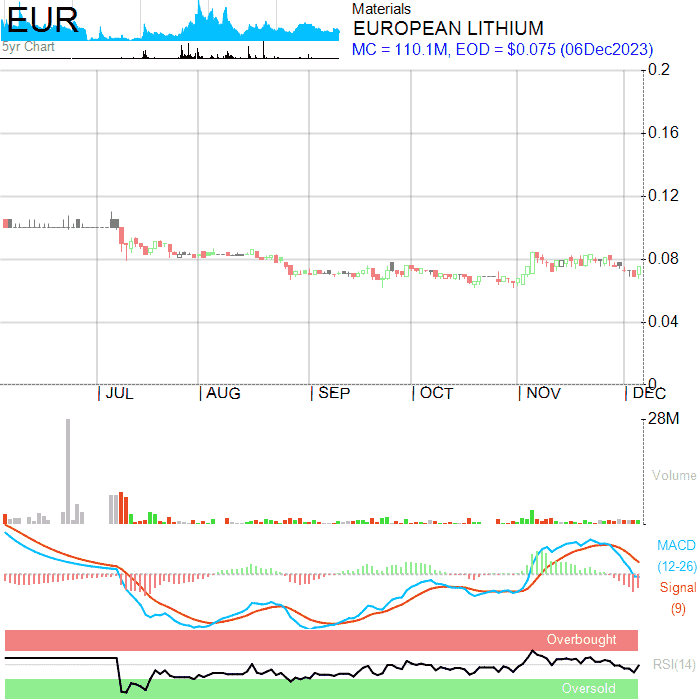 EUR
5yr Chart
Materials
EUROPEAN LITHIUM
MC = 110.1M, EOD = $0.075 (06Dec2023)
0.2
0.16
0.12
0.08
0.04
0
JUL AUG SEP OCT NOV DEC
28M
Volume
MACD
(12-26)
Signal
(9)
Overbought
RSI(14)
Oversold